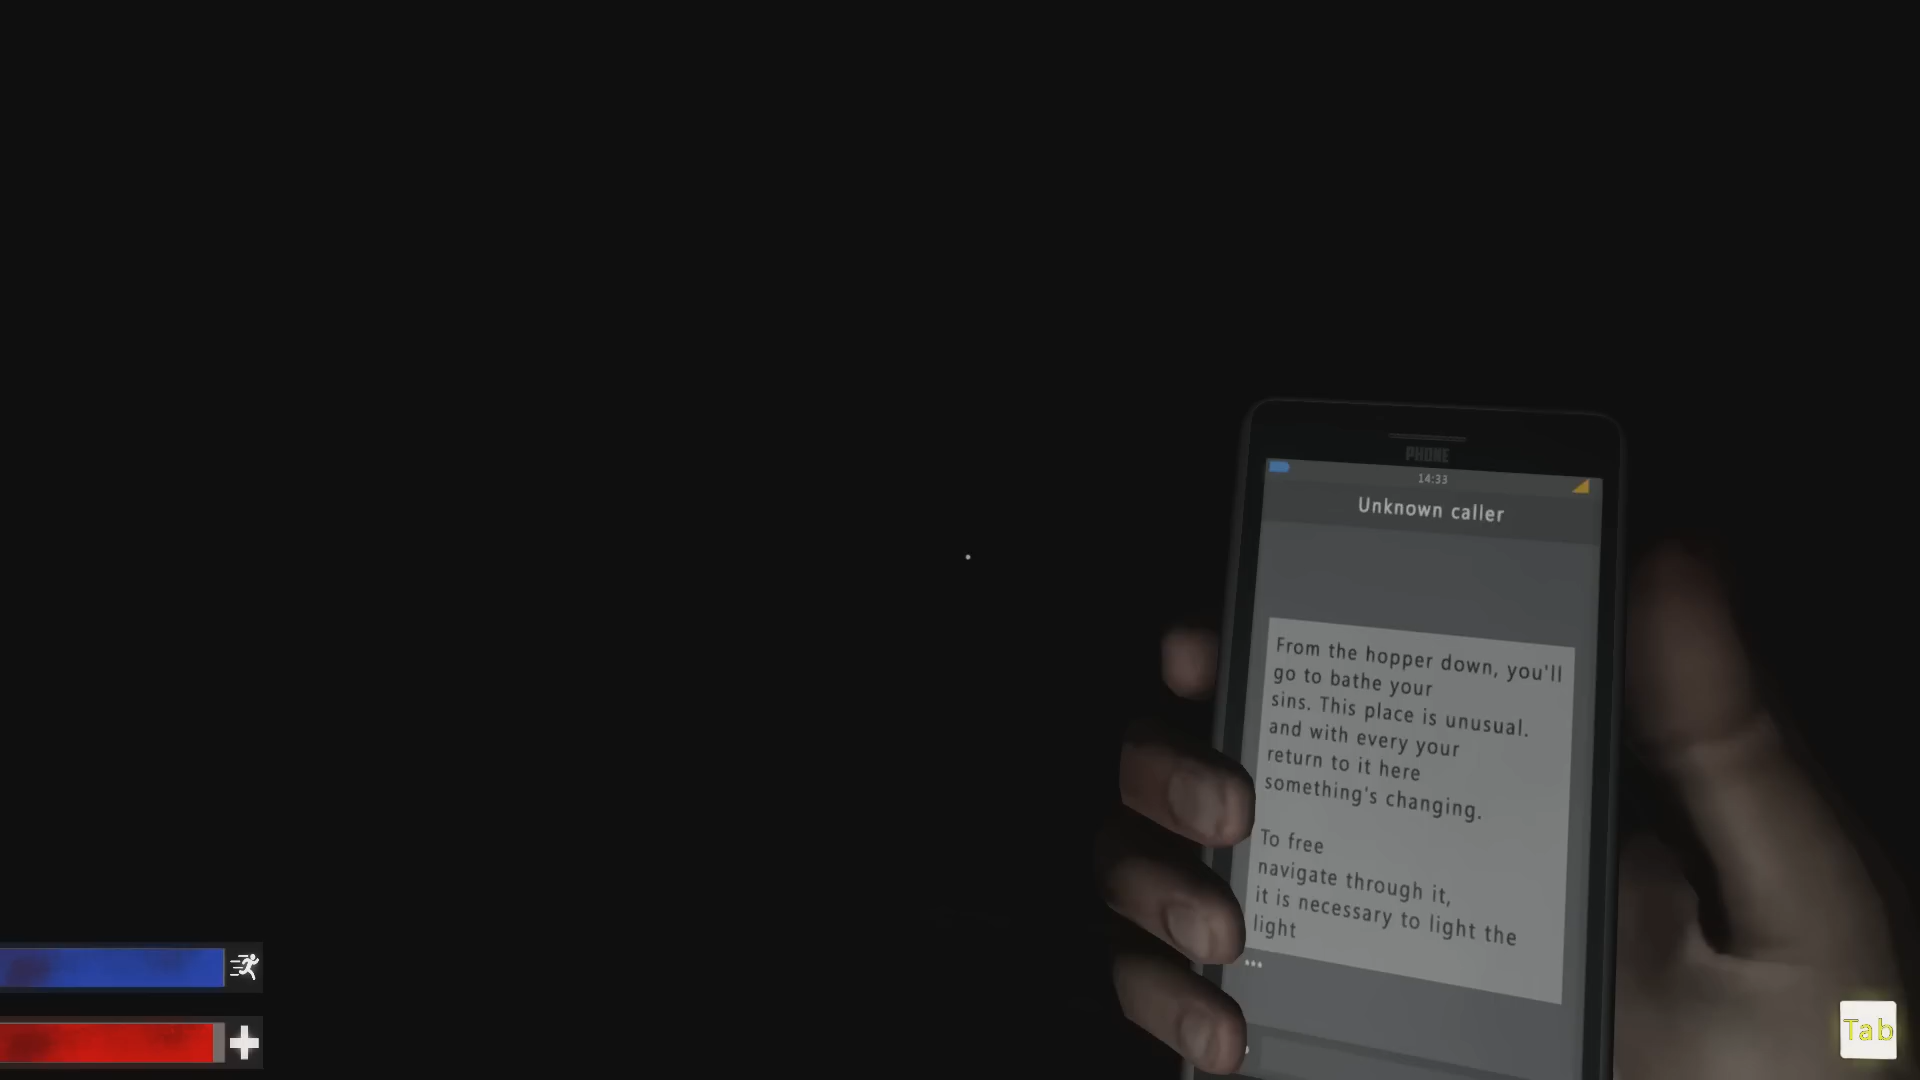 PHONE
14:33
Unknown caller
From the hopper down, you'll
go to bathe your
sins. This place is unusual.
and with every your
return to it here
something's changing.
To free
navigate through it,
it is necessary to light the
light
...
Tab